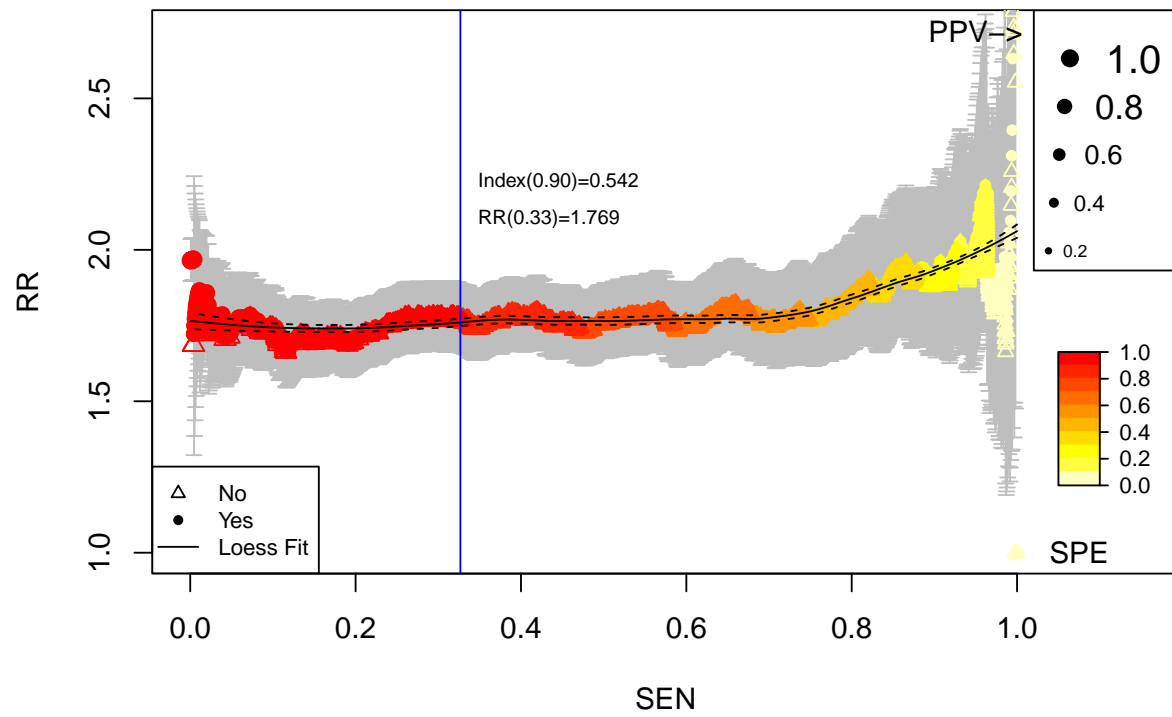 PPV−>
1.0
0.8
0.6
0.4
0.2
2.5
2.0
1.5
1.0
RR
Index(0.90)=0.542
RR(0.33)=1.769
1.0
0.8
0.6
0.4
0.2
0.0
SPE
No
Yes
Loess Fit
0.0 0.2 0.4 0.6 0.8 1.0
SEN